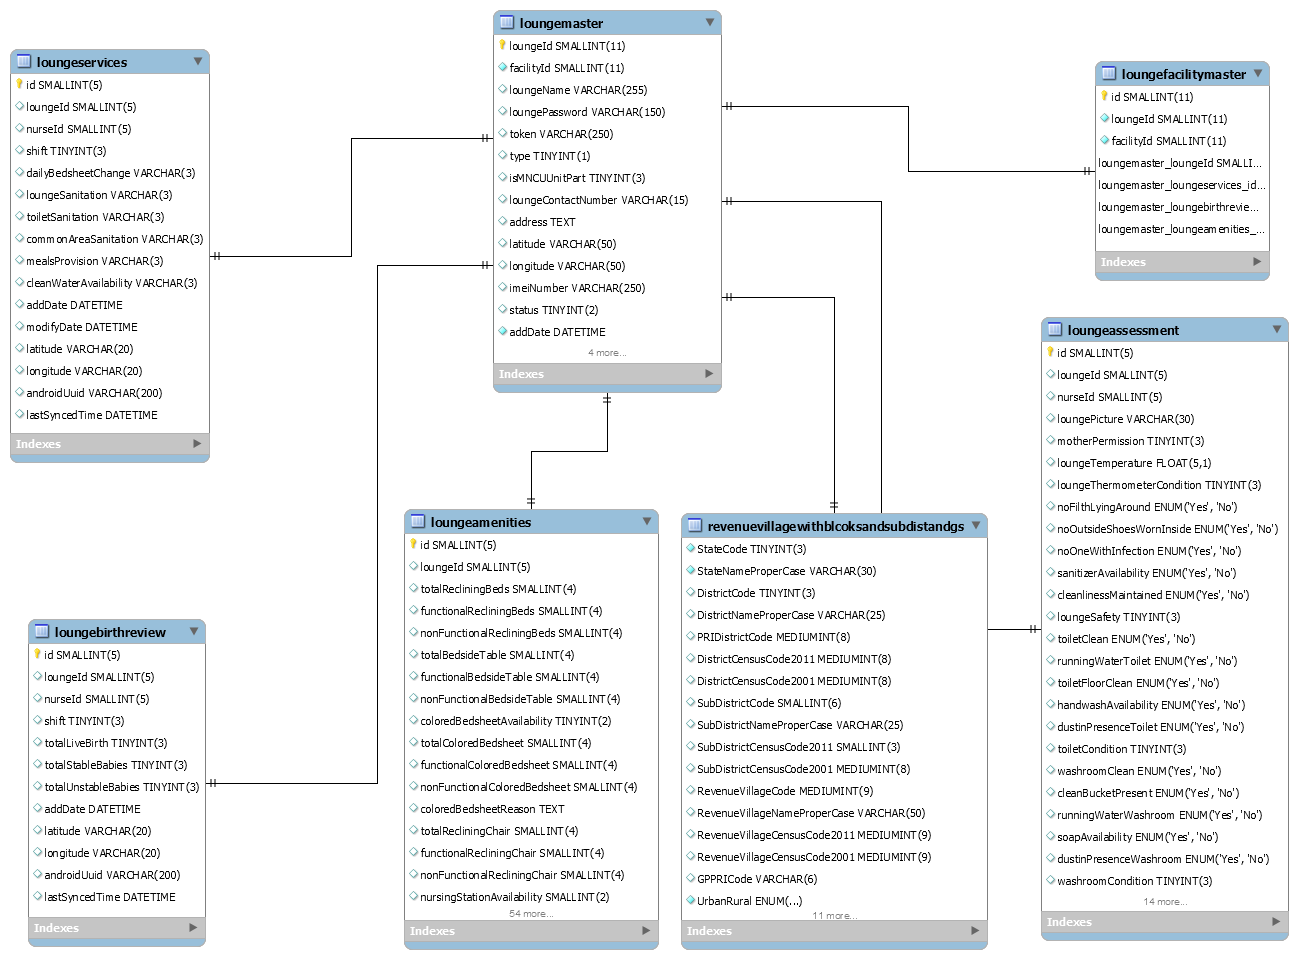 loungemaster
loungeId SMALLINT(11)
facilityId SMALLINT(11)
loungeName VARCHAR(255)
loungePassword VARCHAR(150)
token VARCHAR(250)
type TINYINT(1)
isMNCUUnitPart TINYINT(3)
loungeContactNumber VARCHAR(15)
address TEXT
latitude VARCHAR(50)
longitude VARCHAR(50)
imeiNumber VARCHAR(250)
status TINYINT(2)
addDate DATETIME
4 more...
Indexes
loungeservices
id SMALLINT(5)
loungeId SMALLINT(5)
nurseId SMALLINT(5)
shift TINYINT(3)
dailyBedsheetChange VARCHAR(3)
loungeSanitation VARCHAR(3)
toiletSanitation VARCHAR(3)
commonAreaSanitation VARCHAR(3)
mealsProvision VARCHAR(3)
cleanWaterAvailability VARCHAR(3)
addDate DATETIME
modifyDate DATETIME
latitude VARCHAR(20)
longitude VARCHAR(20)
androidUuid VARCHAR(200)
lastSyncedTime DATETIME
Indexes
loungefacilitymaster
id SMALLINT(11)
loungeId SMALLINT(11)
facilityId SMALLINT(11)
loungemaster_loungeId SMALLI...
loungemaster_loungeservices_id...
loungemaster_loungebirthrevie...
loungemaster_loungeamenities_...
Indexes
loungeassessment
id SMALLINT(5)
loungeId SMALLINT(5)
nurseId SMALLINT(5)
loungePicture VARCHAR(30)
motherPermission TINYINT(3)
loungeTemperature FLOAT(5,1)
loungeThermometerCondition TINYINT(3)
noFilthLyingAround ENUM('Yes', 'No')
noOutsideShoesWornInside ENUM('Yes', 'No')
noOneWithInfection ENUM('Yes', 'No')
sanitizerAvailability ENUM('Yes', 'No')
cleanlinessMaintained ENUM('Yes', 'No')
loungeSafety TINYINT(3)
toiletClean ENUM('Yes', 'No')
runningWaterToilet ENUM('Yes', 'No')
toiletFloorClean ENUM('Yes', 'No')
handwashAvailability ENUM('Yes', 'No')
dustinPresenceToilet ENUM('Yes', 'No')
toiletCondition TINYINT(3)
washroomClean ENUM('Yes', 'No')
cleanBucketPresent ENUM('Yes', 'No')
runningWaterWashroom ENUM('Yes', 'No')
soapAvailability ENUM('Yes', 'No')
dustinPresenceWashroom ENUM('Yes', 'No')
washroomCondition TINYINT(3)
14 more...
Indexes
loungeamenities
id SMALLINT(5)
loungeId SMALLINT(5)
totalRecliningBeds SMALLINT(4)
functionalRecliningBeds SMALLINT(4)
nonFunctionalRecliningBeds SMALLINT(4)
totalBedsideTable SMALLINT(4)
functionalBedsideTable SMALLINT(4)
nonFunctionalBedsideTable SMALLINT(4)
coloredBedsheetAvailability TINYINT(2)
totalColoredBedsheet SMALLINT(4)
functionalColoredBedsheet SMALLINT(4)
nonFunctionalColoredBedsheet SMALLINT(4)
coloredBedsheetReason TEXT
totalRecliningChair SMALLINT(4)
functionalRecliningChair SMALLINT(4)
nonFunctionalRecliningChair SMALLINT(4)
nursingStationAvailability SMALLINT(2)
54 more...
Indexes
revenuevillagewithblcoksandsubdistandgs
StateCode TINYINT(3)
StateNameProperCase VARCHAR(30)
DistrictCode TINYINT(3)
DistrictNameProperCase VARCHAR(25)
PRIDistrictCode MEDIUMINT(8)
DistrictCensusCode2011 MEDIUMINT(8)
DistrictCensusCode2001 MEDIUMINT(8)
SubDistrictCode SMALLINT(6)
SubDistrictNameProperCase VARCHAR(25)
SubDistrictCensusCode2011 SMALLINT(3)
SubDistrictCensusCode2001 MEDIUMINT(8)
RevenueVillageCode MEDIUMINT(9)
RevenueVillageNameProperCase VARCHAR(50)
RevenueVillageCensusCode2011 MEDIUMINT(9)
RevenueVillageCensusCode2001 MEDIUMINT(9)
GPPRICode VARCHAR(6)
UrbanRural ENUM(...)
11 more...
Indexes
loungebirthreview
id SMALLINT(5)
loungeId SMALLINT(5)
nurseId SMALLINT(5)
shift TINYINT(3)
totalLiveBirth TINYINT(3)
totalStableBabies TINYINT(3)
totalUnstableBabies TINYINT(3)
addDate DATETIME
latitude VARCHAR(20)
longitude VARCHAR(20)
androidUuid VARCHAR(200)
lastSyncedTime DATETIME
Indexes